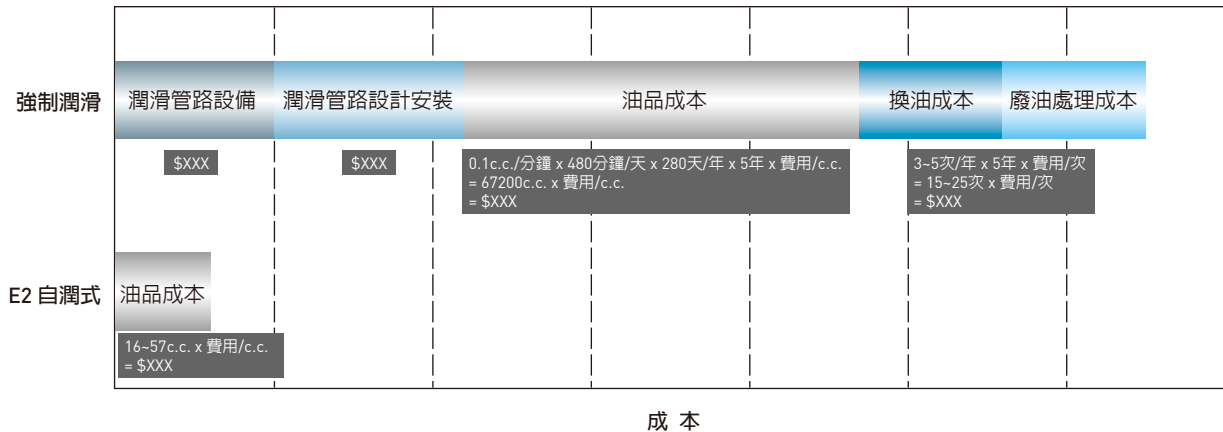 強制潤滑
潤滑管路設備
潤滑管路設計安裝
油品成本
換油成本
廢油處理成本
$XXX
$XXX
0.1c.c./分鐘 x 480分鐘/天 x 280天/年 x 5年 x 費用/c.c.
= 67200c.c. x 費用/c.c.
= $XXX
3~5次/年 x 5年 x 費用/次
= 15~25次 x 費用/次
= $XXX
E2 自潤式
油品成本
16~57c.c. x 費用/c.c.
= $XXX
成 本